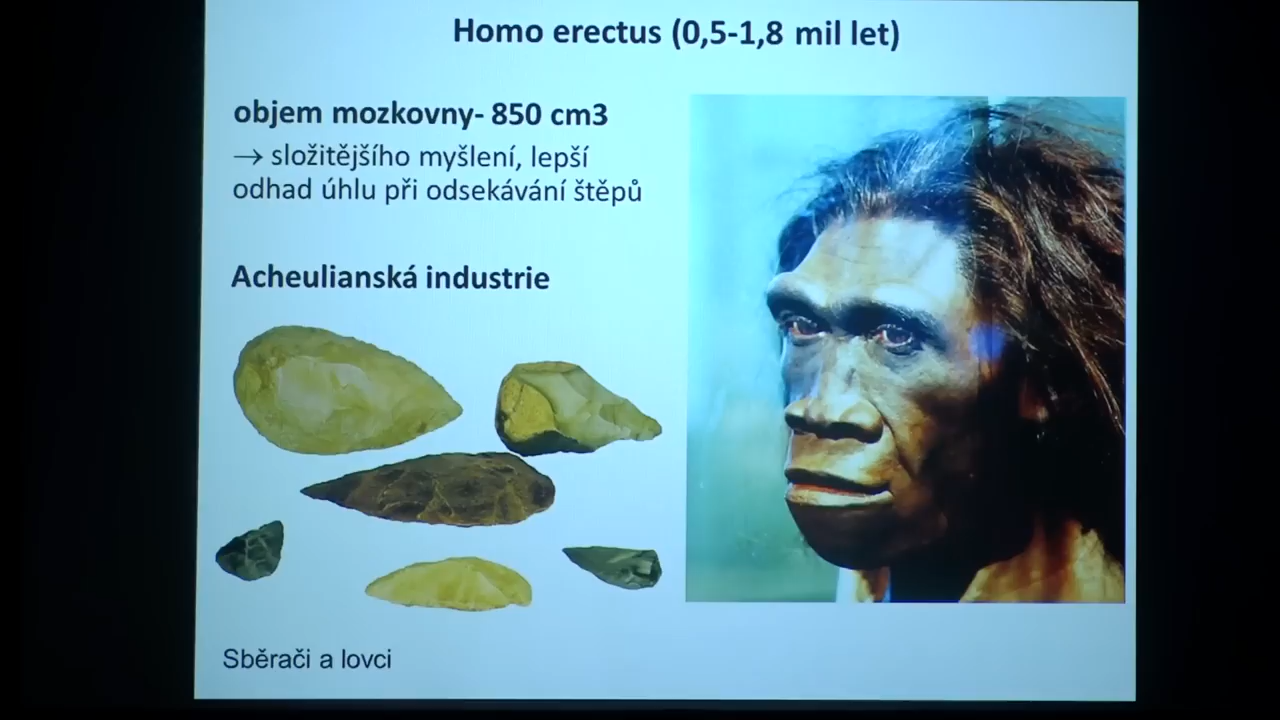 Homo erectus (0,5-1,8 mil let)
objem mozkovny- 850 cm3
→ složitějšího myšlení, lepší
odhad úhlu při odsekávání štěpů
Acheulianská industrie
Sběrači a lovci